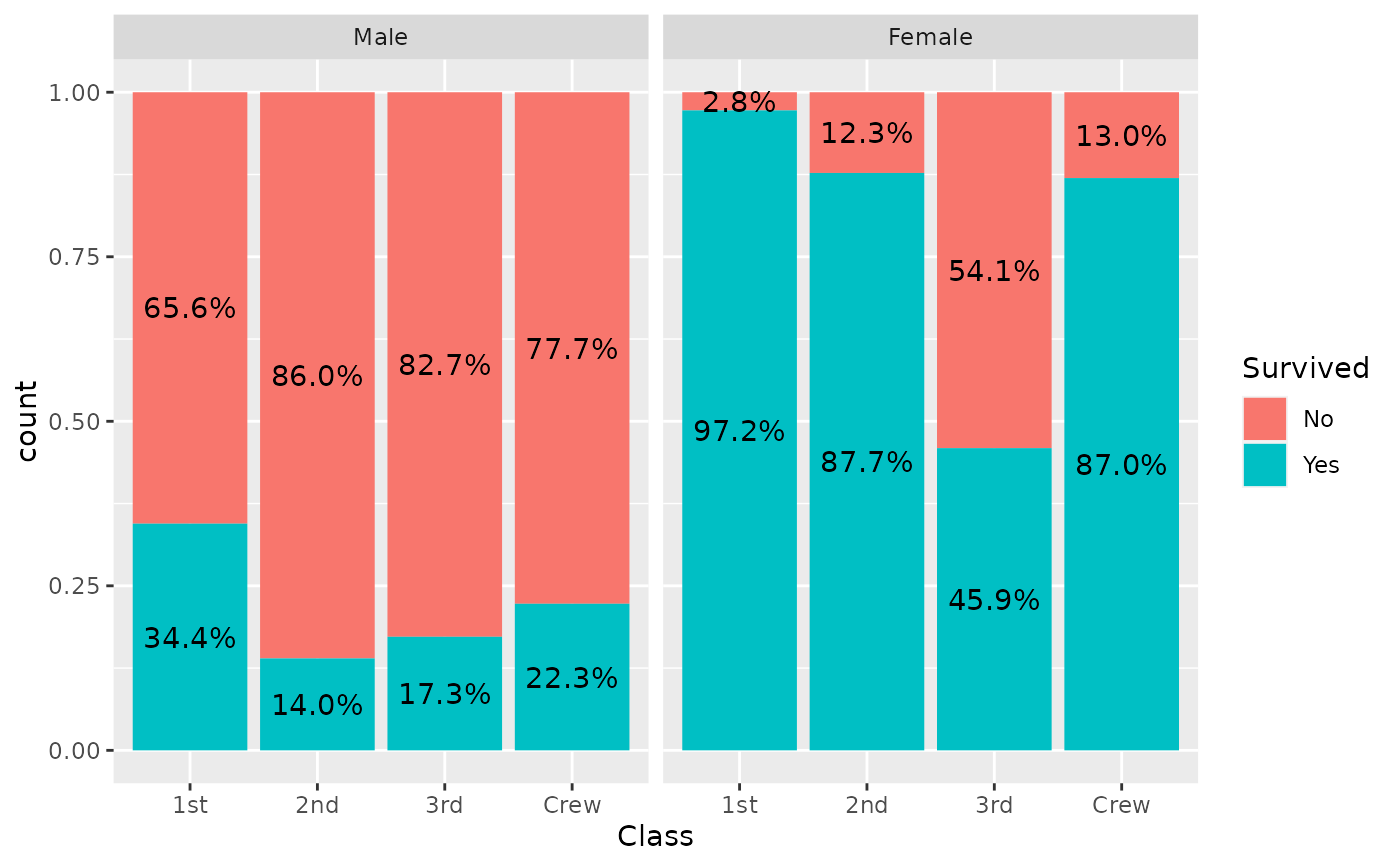 Male Female
1.00
0.75
0.50
0.25
0.00
count
65.6% 86.0% 82.7% 77.7%
34.4% 14.0% 17.3% 22.3%
2.8% 12.3% 54.1% 13.0%
97.2% 87.7% 45.9% 87.0%
1st 2nd 3rd Crew 1st 2nd 3rd Crew
Class
Survived
No
Yes